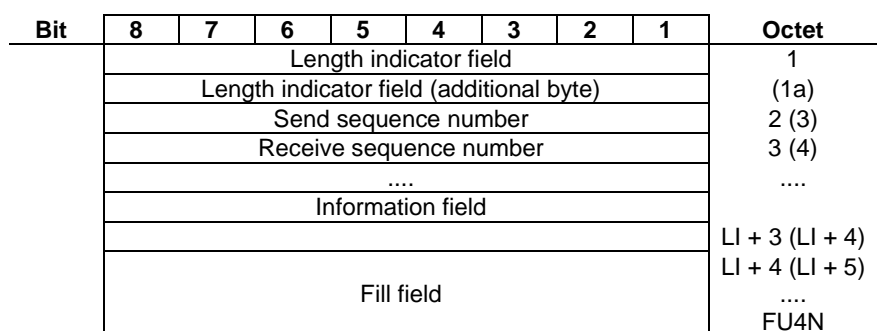 Bit 8 7 6 5 4 3 2 1 Octet
Length indicator field 1
Length indicator field (additional byte) (1a)
Send sequence number 2 (3)
Receive sequence number 3 (4)
.... ....
Information field
LI + 3 (LI + 4)
LI + 4 (LI + 5)
Fill field ....
FU4N